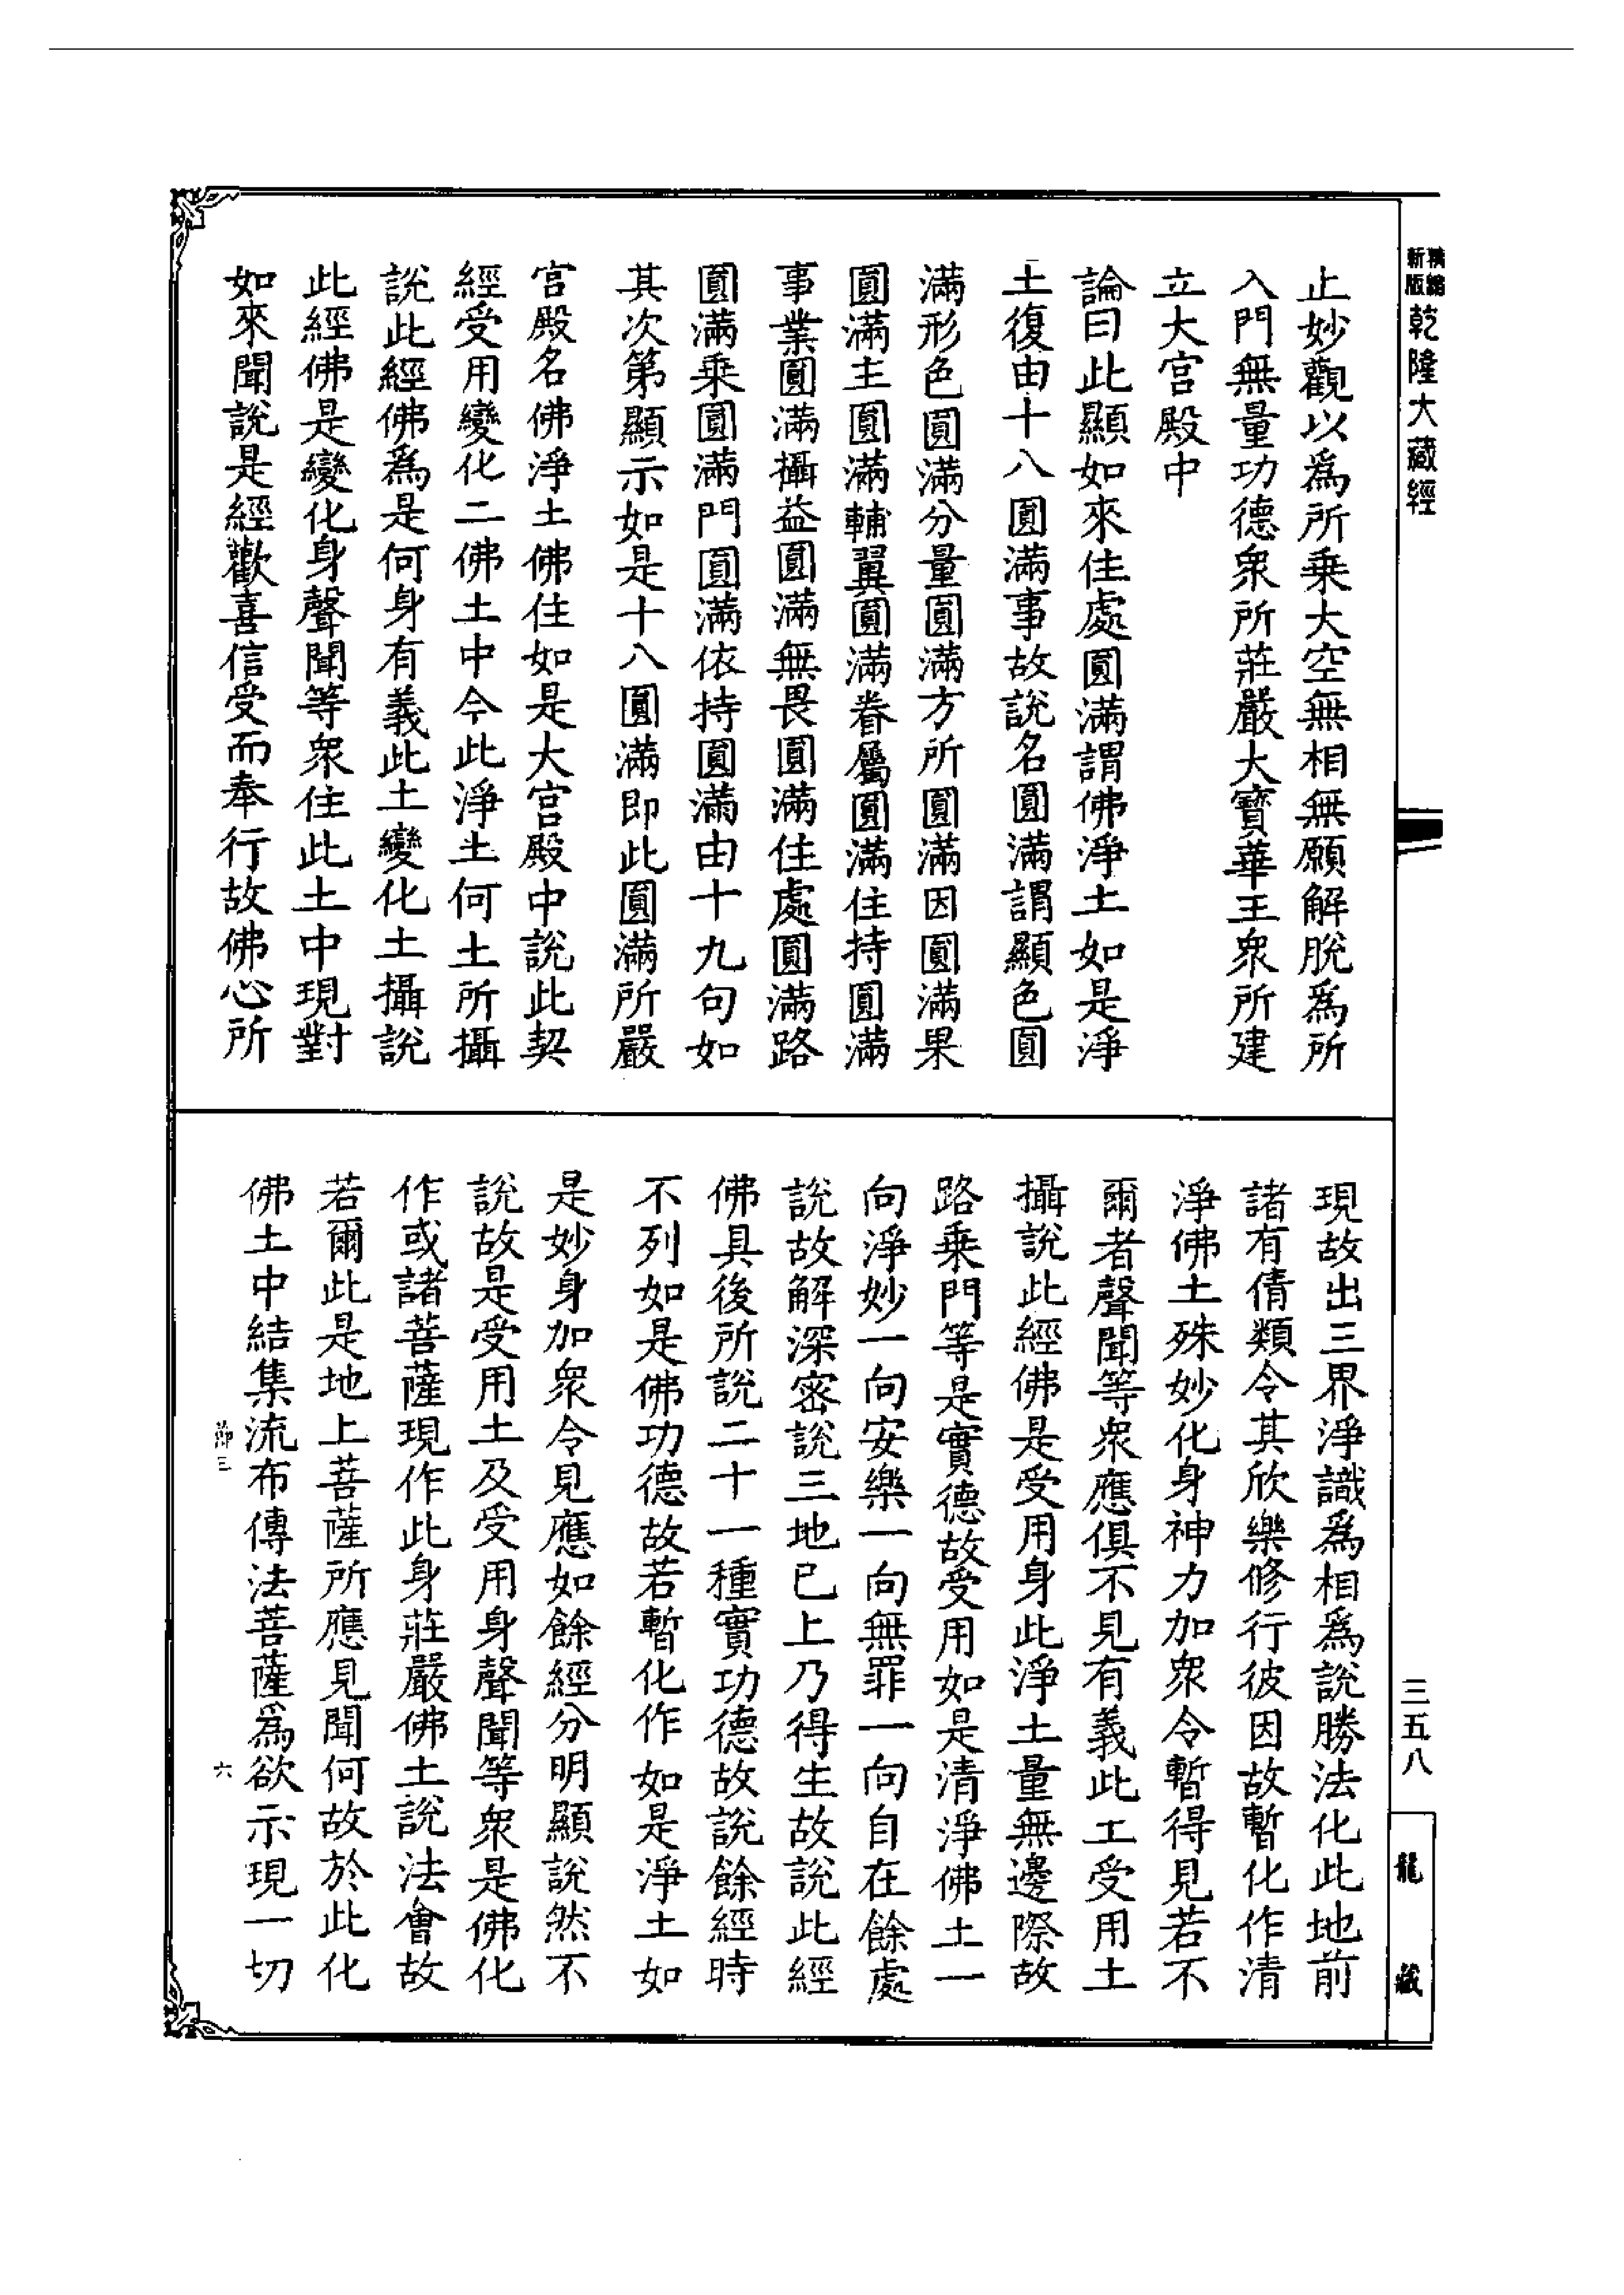 精縮
新版
乾隆大藏經
止妙觀以為所乗大空無相無願解脫為所
入門無量功德衆所莊嚴大寳華王衆所建
立大宫殿中
論曰此顯如來住處圓滿謂佛淨土如是淨
土復由十八圓滿事故說名圓滿謂顯色圓
滿形色圓滿分量圓滿方所圓滿因圓滿果
圓滿主圓滿輔翼圓滿眷屬圓滿住持圓滿
事業圓滿攝益圓滿無畏圓滿住處圓滿路
圓滿乗圓滿門圓滿依持圓滿由十九句如
其次第顯示如是十八圓滿即此圓滿所嚴
宫殿名佛淨土佛住如是大宫殿中說此契
經受用變化二佛土中今此淨土何土所攝
說此經佛為是何身有義此土變化土攝說
此經佛是變化身聲聞等衆住此土中現對
如來聞說是經歡喜信受而奉行故佛心所
現故出三界淨識為相為說勝法化此地前
諸有情類令其欣樂修行彼因故暫化作清
淨佛土殊妙化身神力加衆令暫得見若不
爾者聲聞等衆應俱不見有義此工受用土
攝說此經佛是受用身此淨土量無邊際故
路乗門等是實德故受用如是清淨佛土一
向淨妙一向安樂一向無罪一向自在餘處
說故解深密說三地已上乃得生故說此經
佛具後所說二十一種實功德故說餘經時
不列如是佛功德故若暫化作如是淨土如
是妙身加衆令見應如餘經分明顯說然不
說故是受用土及受用身聲聞等衆是佛化
作或諸菩薩現作此身莊嚴佛土說法會故
若爾此是地上菩薩所應見聞何故於此化
佛土中結集流布傳法菩薩為欲示現一切
三
六
三五八
龍藏